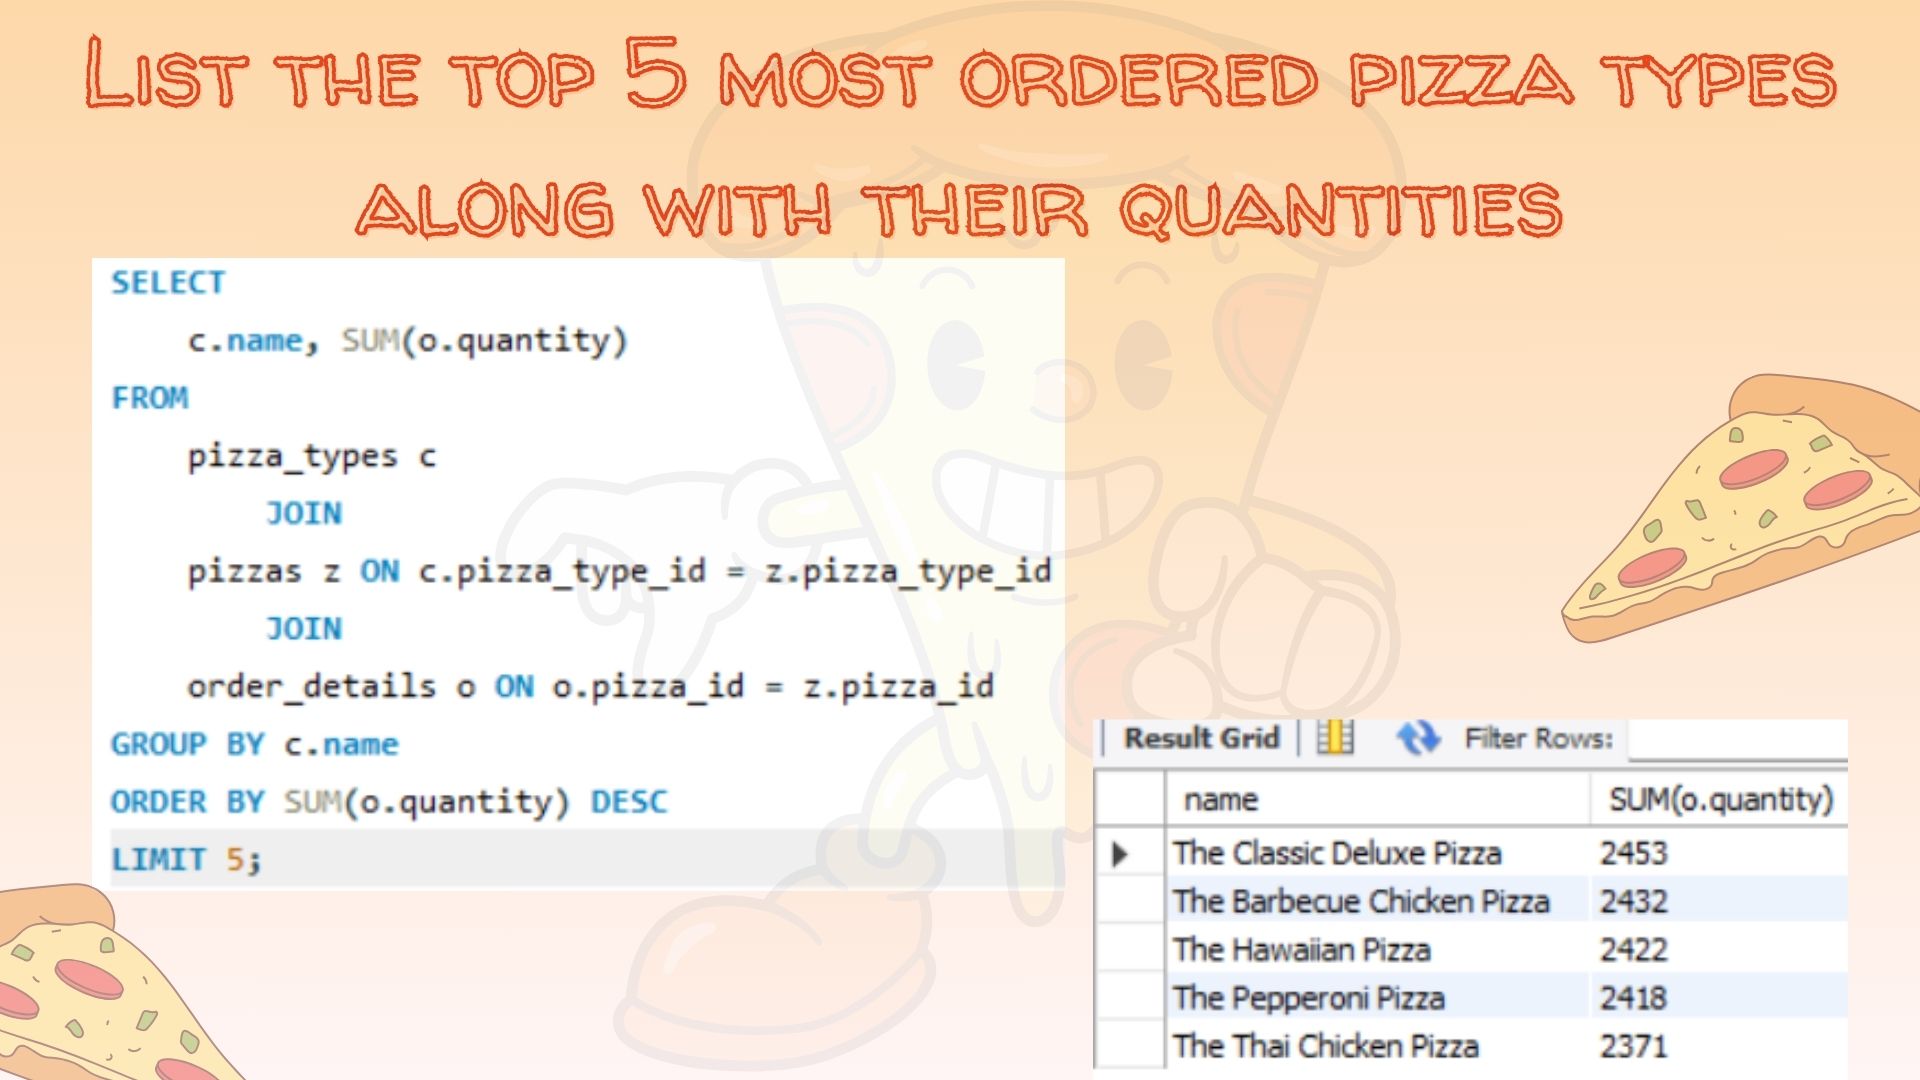 List the top 5 most ordered pizza types
along with their quantities
SELECT
c.name, SUM(o.quantity)
FROM
pizza_types c
JOIN
pizzas z ON c.pizza_type_id = z.pizza_type_id
JOIN
order_details o ON o.pizza_id = z.pizza_id
GROUP BY c.name
ORDER BY SUM(o.quantity) DESC
LIMIT 5;
Result Grid Filter Rows:
name SUM(o.quantity)
The Classic Deluxe Pizza 2453
The Barbecue Chicken Pizza 2432
The Hawaiian Pizza 2422
The Pepperoni Pizza 2418
The Thai Chicken Pizza 2371